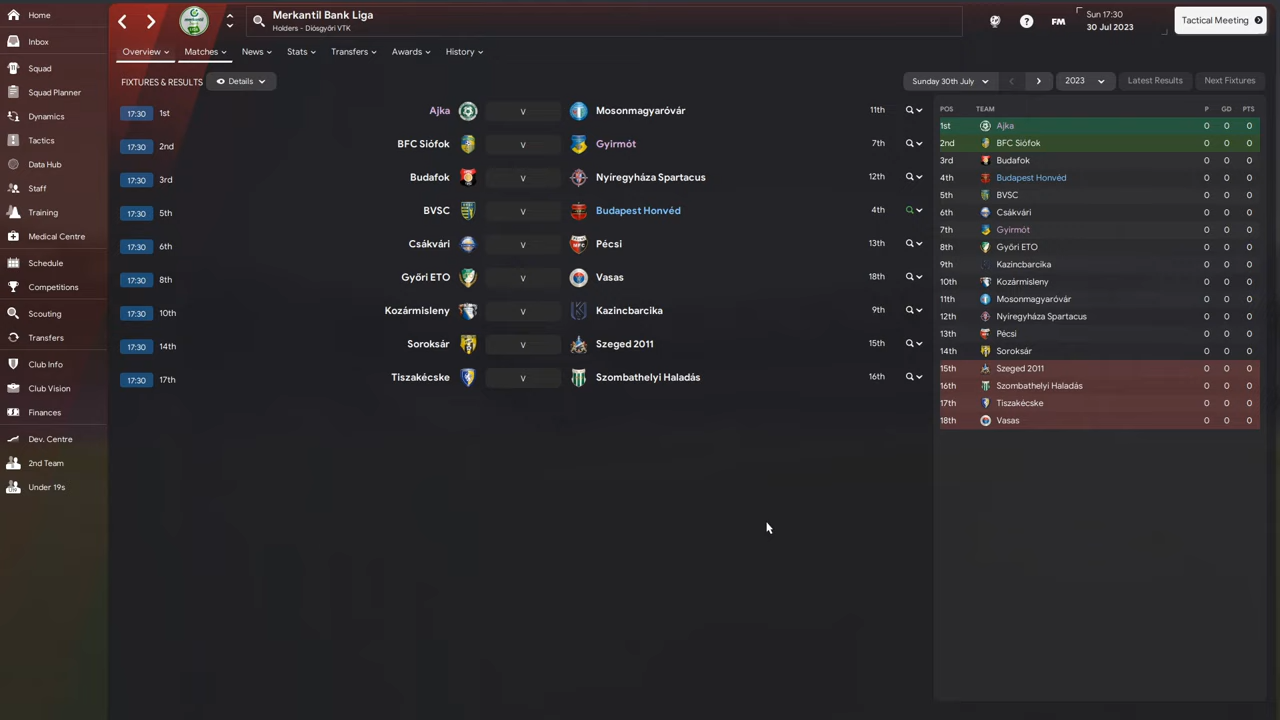 Home
Inbox
Squad
Squad Planner
Dynamics
Tactics
Data Hub
Staff
Training
Medical Centre
Schedule
Competitions
Scouting
Transfers
Club Info
Club Vision
Finances
Dev. Centre
2nd Team
Under 19s
Merkantil Bank Liga
Holders - Diósgyőri VTK
FM
Sun 17:30
30 Jul 2023
Tactical Meeting
Overview Matches News Stats Transfers Awards History
FIXTURES & RESULTS Details Sunday 30th July 2023 Latest Results Next Fixtures
17:30 1st Ajka v Mosonmagyaróvár 11th
17:30 2nd BFC Siófok v Gyirmót 7th
17:30 3rd Budafok v Nyíregyháza Spartacus 12th
17:30 5th BVSC v Budapest Honvéd 4th
17:30 6th Csákvári v Pécsi 13th
17:30 8th Győri ETO v Vasas 18th
17:30 10th Kozármisleny v Kazincbarcika 9th
17:30 14th Soroksár v Szeged 2011 15th
17:30 17th Tiszakécske v Szombathelyi Haladás 16th
POS TEAM P GD PTS
1st Ajka 0 0 0
2nd BFC Siófok 0 0 0
3rd Budafok 0 0 0
4th Budapest Honvéd 0 0 0
5th BVSC 0 0 0
6th Csákvári 0 0 0
7th Gyirmót 0 0 0
8th Győri ETO 0 0 0
9th Kazincbarcika 0 0 0
10th Kozármisleny 0 0 0
11th Mosonmagyaróvár 0 0 0
12th Nyíregyháza Spartacus 0 0 0
13th Pécsi 0 0 0
14th Soroksár 0 0 0
15th Szeged 2011 0 0 0
16th Szombathelyi Haladás 0 0 0
17th Tiszakécske 0 0 0
18th Vasas 0 0 0